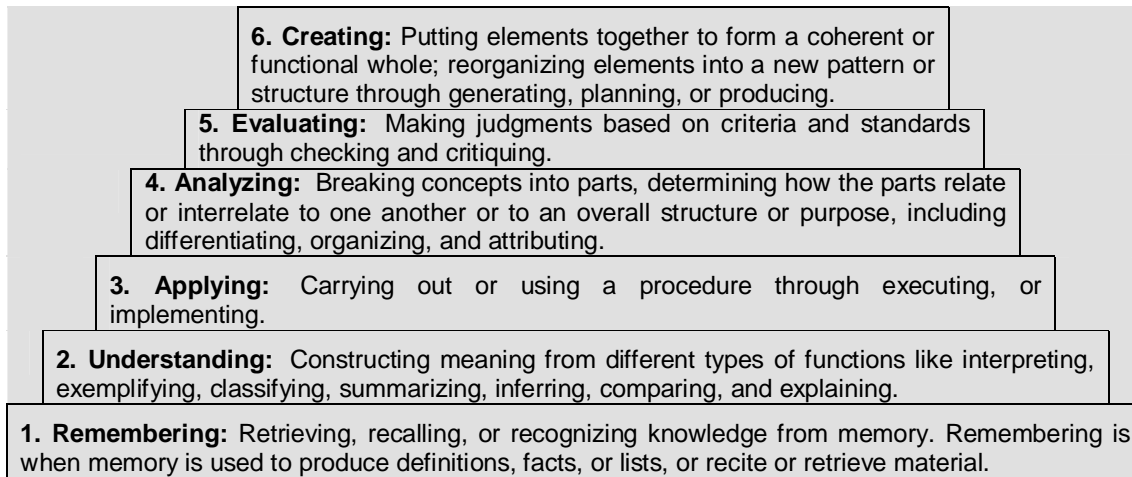 6. Creating: Putting elements together to form a coherent or
functional whole; reorganizing elements into a new pattern or
structure through generating, planning, or producing.
5. Evaluating: Making judgments based on criteria and standards
through checking and critiquing.
4. Analyzing: Breaking concepts into parts, determining how the parts relate
or interrelate to one another or to an overall structure or purpose, including
differentiating, organizing, and attributing.
3. Applying: Carrying out or using a procedure through executing, or
implementing.
2. Understanding: Constructing meaning from different types of functions like interpreting,
exemplifying, classifying, summarizing, inferring, comparing, and explaining.
1. Remembering: Retrieving, recalling, or recognizing knowledge from memory. Remembering is
when memory is used to produce definitions, facts, or lists, or recite or retrieve material.